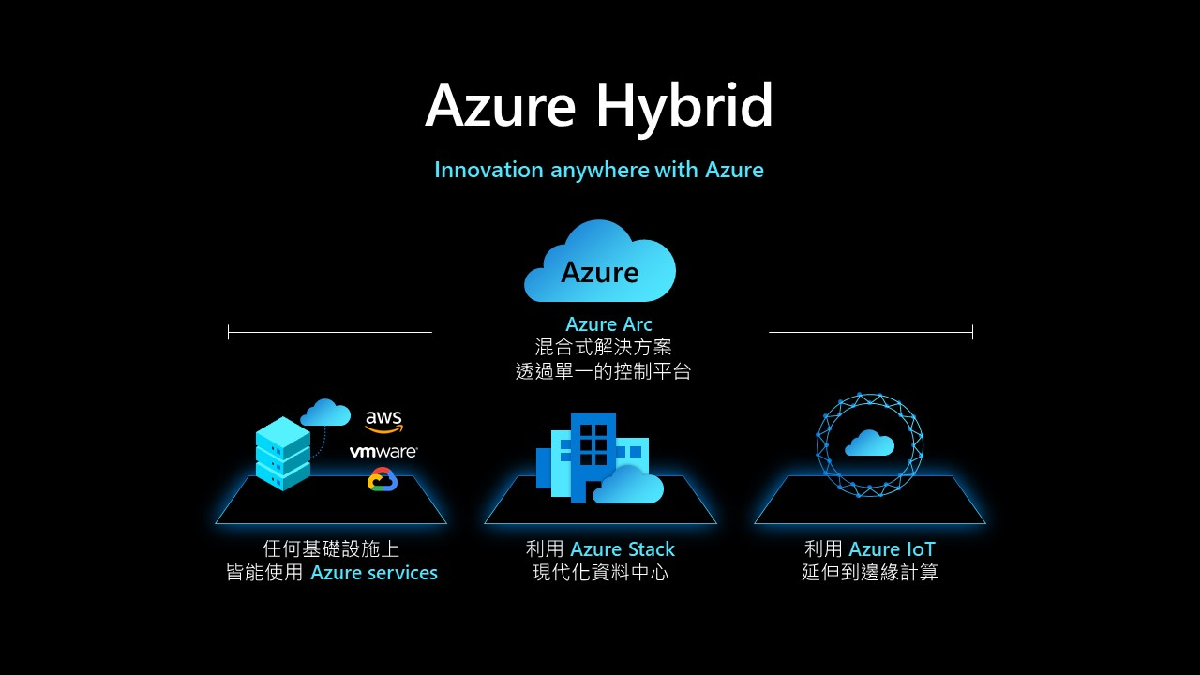 Azure Hybrid
Innovation anywhere with Azure
Azure
Azure Arc
混合式解決方案
透過單一的控制平台
aws
vmware®
任何基礎設施上
皆能使用 Azure services
利用 Azure Stack
現代化資料中心
利用 Azure IoT
延伸到邊緣計算